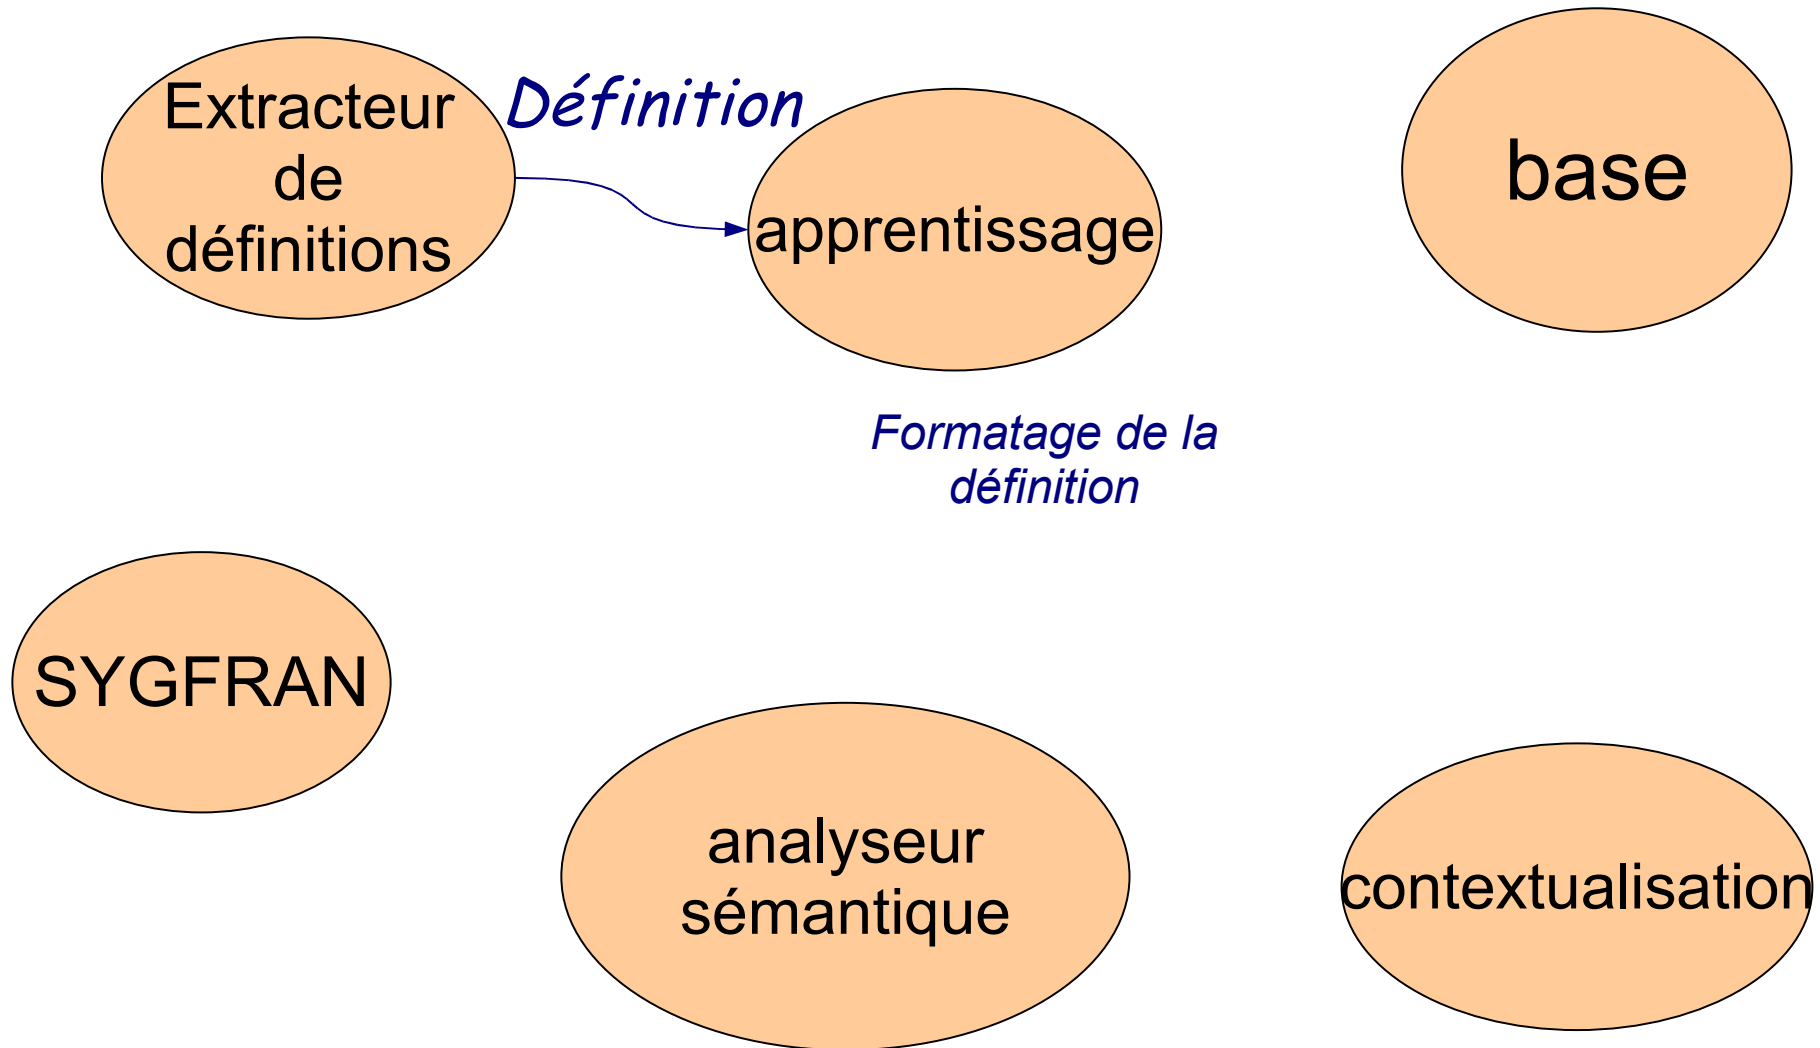 Extracteur
de
définitions
Définition
apprentissage
base
Formatage de la
définition
SYGFRAN
analyseur
sémantique
contextualisation